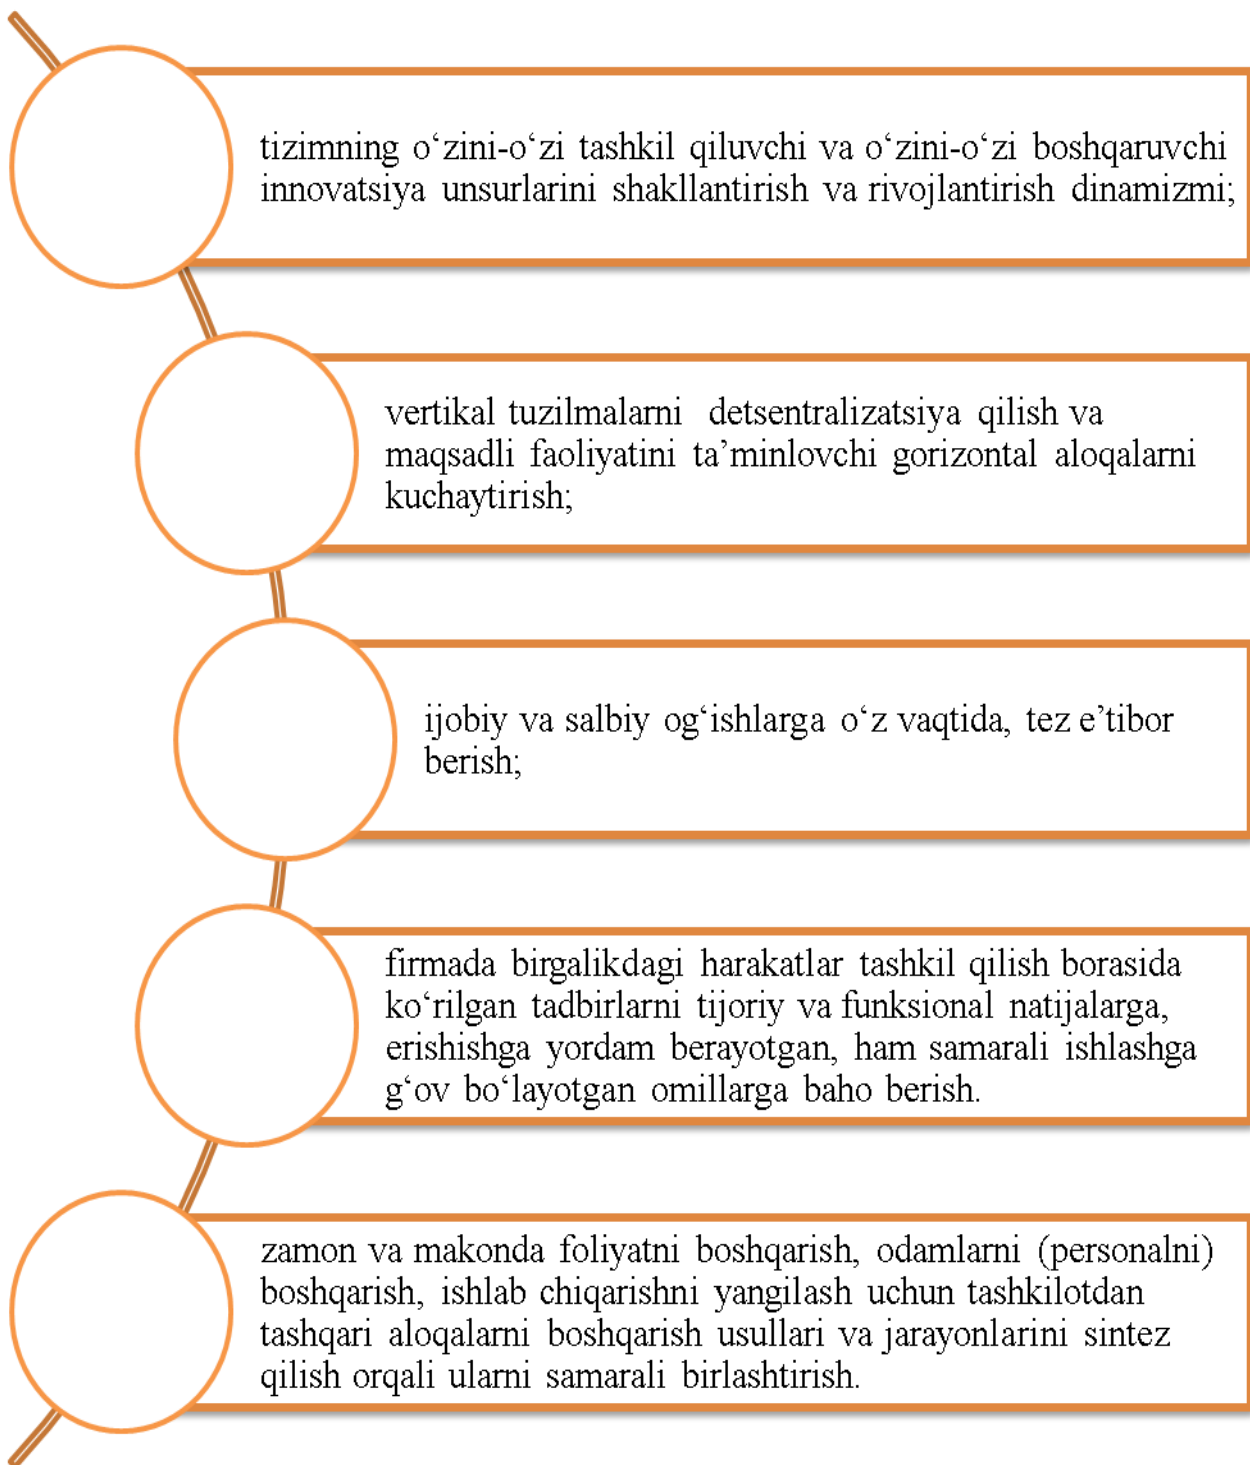 tizimning o‘zini-o‘zi tashkil qiluvchi va o‘zini-o‘zi boshqaruvchi
innovatsiya unsurlarini shakllantirish va rivojlantirish dinamizmi;
vertikal tuzilmalarni detsentralizatsiya qilish va
maqsadli faoliyatini ta’minlovchi gorizontal aloqalarni
kuchaytirish;
ijobiy va salbiy og‘ishlarga o‘z vaqtida, tez e’tibor
berish;
firmada birgalikdagi harakatlar tashkil qilish borasida
ko‘rilgan tadbirlarni tijoriy va funksional natijalarga,
erishishga yordam berayotgan, ham samarali ishlashga
g‘ov bo‘layotgan omillarga baho berish.
zamon va makonda foliyatni boshqarish, odamlarni (personalni)
boshqarish, ishlab chiqarishni yangilash uchun tashkilotdan
tashqari aloqalarni boshqarish usullari va jarayonlarini sintez
qilish orqali ularni samarali birlashtirish.